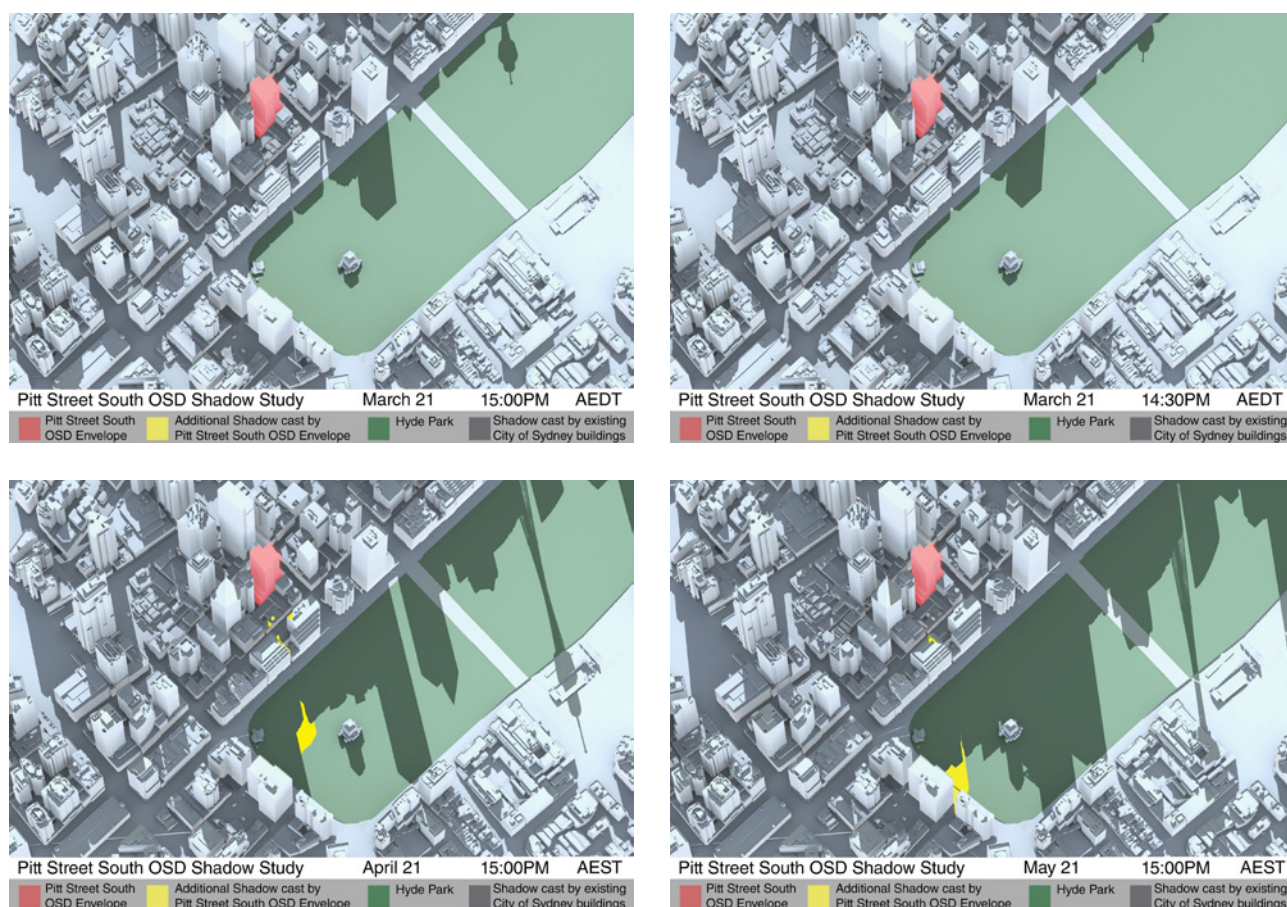 Pitt Street South OSD Shadow Study March 21 15:00PM AEDT
Pitt Street South OSD Envelope
Additional Shadow cast by Pitt Street South OSD Envelope
Hyde Park
Shadow cast by existing City of Sydney buildings
Pitt Street South OSD Shadow Study March 21 14:30PM AEDT
Pitt Street South OSD Envelope
Additional Shadow cast by Pitt Street South OSD Envelope
Hyde Park
Shadow cast by existing City of Sydney buildings
Pitt Street South OSD Shadow Study April 21 15:00PM AEST
Pitt Street South OSD Envelope
Additional Shadow cast by Pitt Street South OSD Envelope
Hyde Park
Shadow cast by existing City of Sydney buildings
Pitt Street South OSD Shadow Study May 21 15:00PM AEST
Pitt Street South OSD Envelope
Additional Shadow cast by Pitt Street South OSD Envelope
Hyde Park
Shadow cast by existing City of Sydney buildings